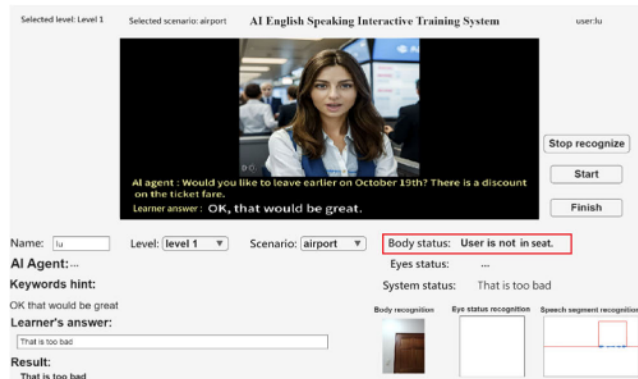 Selected level: Level 1 Selected scenario: airport AI English Speaking Interactive Training System user:lu
AI agent : Would you like to leave earlier on October 19th? There is a discount
on the ticket fare.
Learner answer : OK, that would be great.
Stop recognize
Start
Finish
Name: lu Level: level 1 Scenario: airport Body status: User is not in seat.
AI Agent:... Eyes status: ...
Keywords hint: System status: That is too bad
OK that would be great
Body recognition Eye status recognition Speech segment recognition
Learner's answer:
That is too bad
Result:
That is too bad